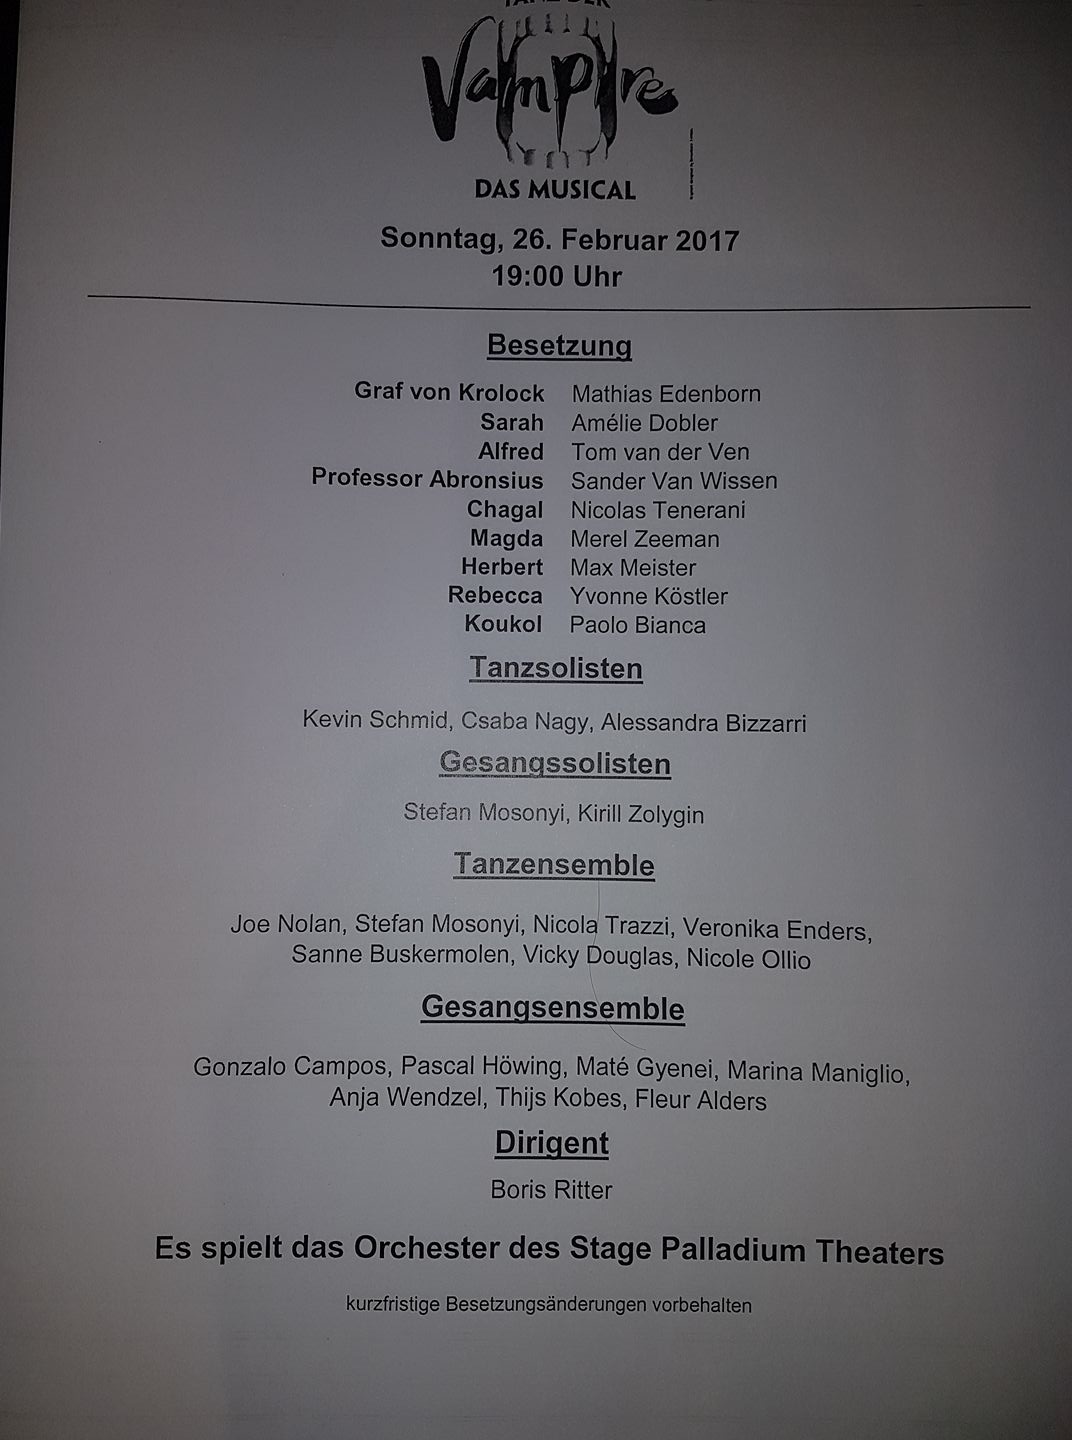 TANZ DER
Vampire
DAS MUSICAL
Sonntag, 26. Februar 2017
19:00 Uhr
Besetzung
Graf von Krolock Mathias Edenborn
Sarah Amélie Dobler
Alfred Tom van der Ven
Professor Abronsius Sander Van Wissen
Chagal Nicolas Tenerani
Magda Merel Zeeman
Herbert Max Meister
Rebecca Yvonne Köstler
Koukol Paolo Bianca
Tanzsolisten
Kevin Schmid, Csaba Nagy, Alessandra Bizzarri
Gesangssolisten
Stefan Mosonyi, Kirill Zolygin
Tanzensemble
Joe Nolan, Stefan Mosonyi, Nicola Trazzi, Veronika Enders,
Sanne Buskermolen, Vicky Douglas, Nicole Ollio
Gesangsensemble
Gonzalo Campos, Pascal Höwing, Maté Gyenei, Marina Maniglio,
Anja Wendzel, Thijs Kobes, Fleur Alders
Dirigent
Boris Ritter
Es spielt das Orchester des Stage Palladium Theaters
kurzfristige Besetzungsänderungen vorbehalten